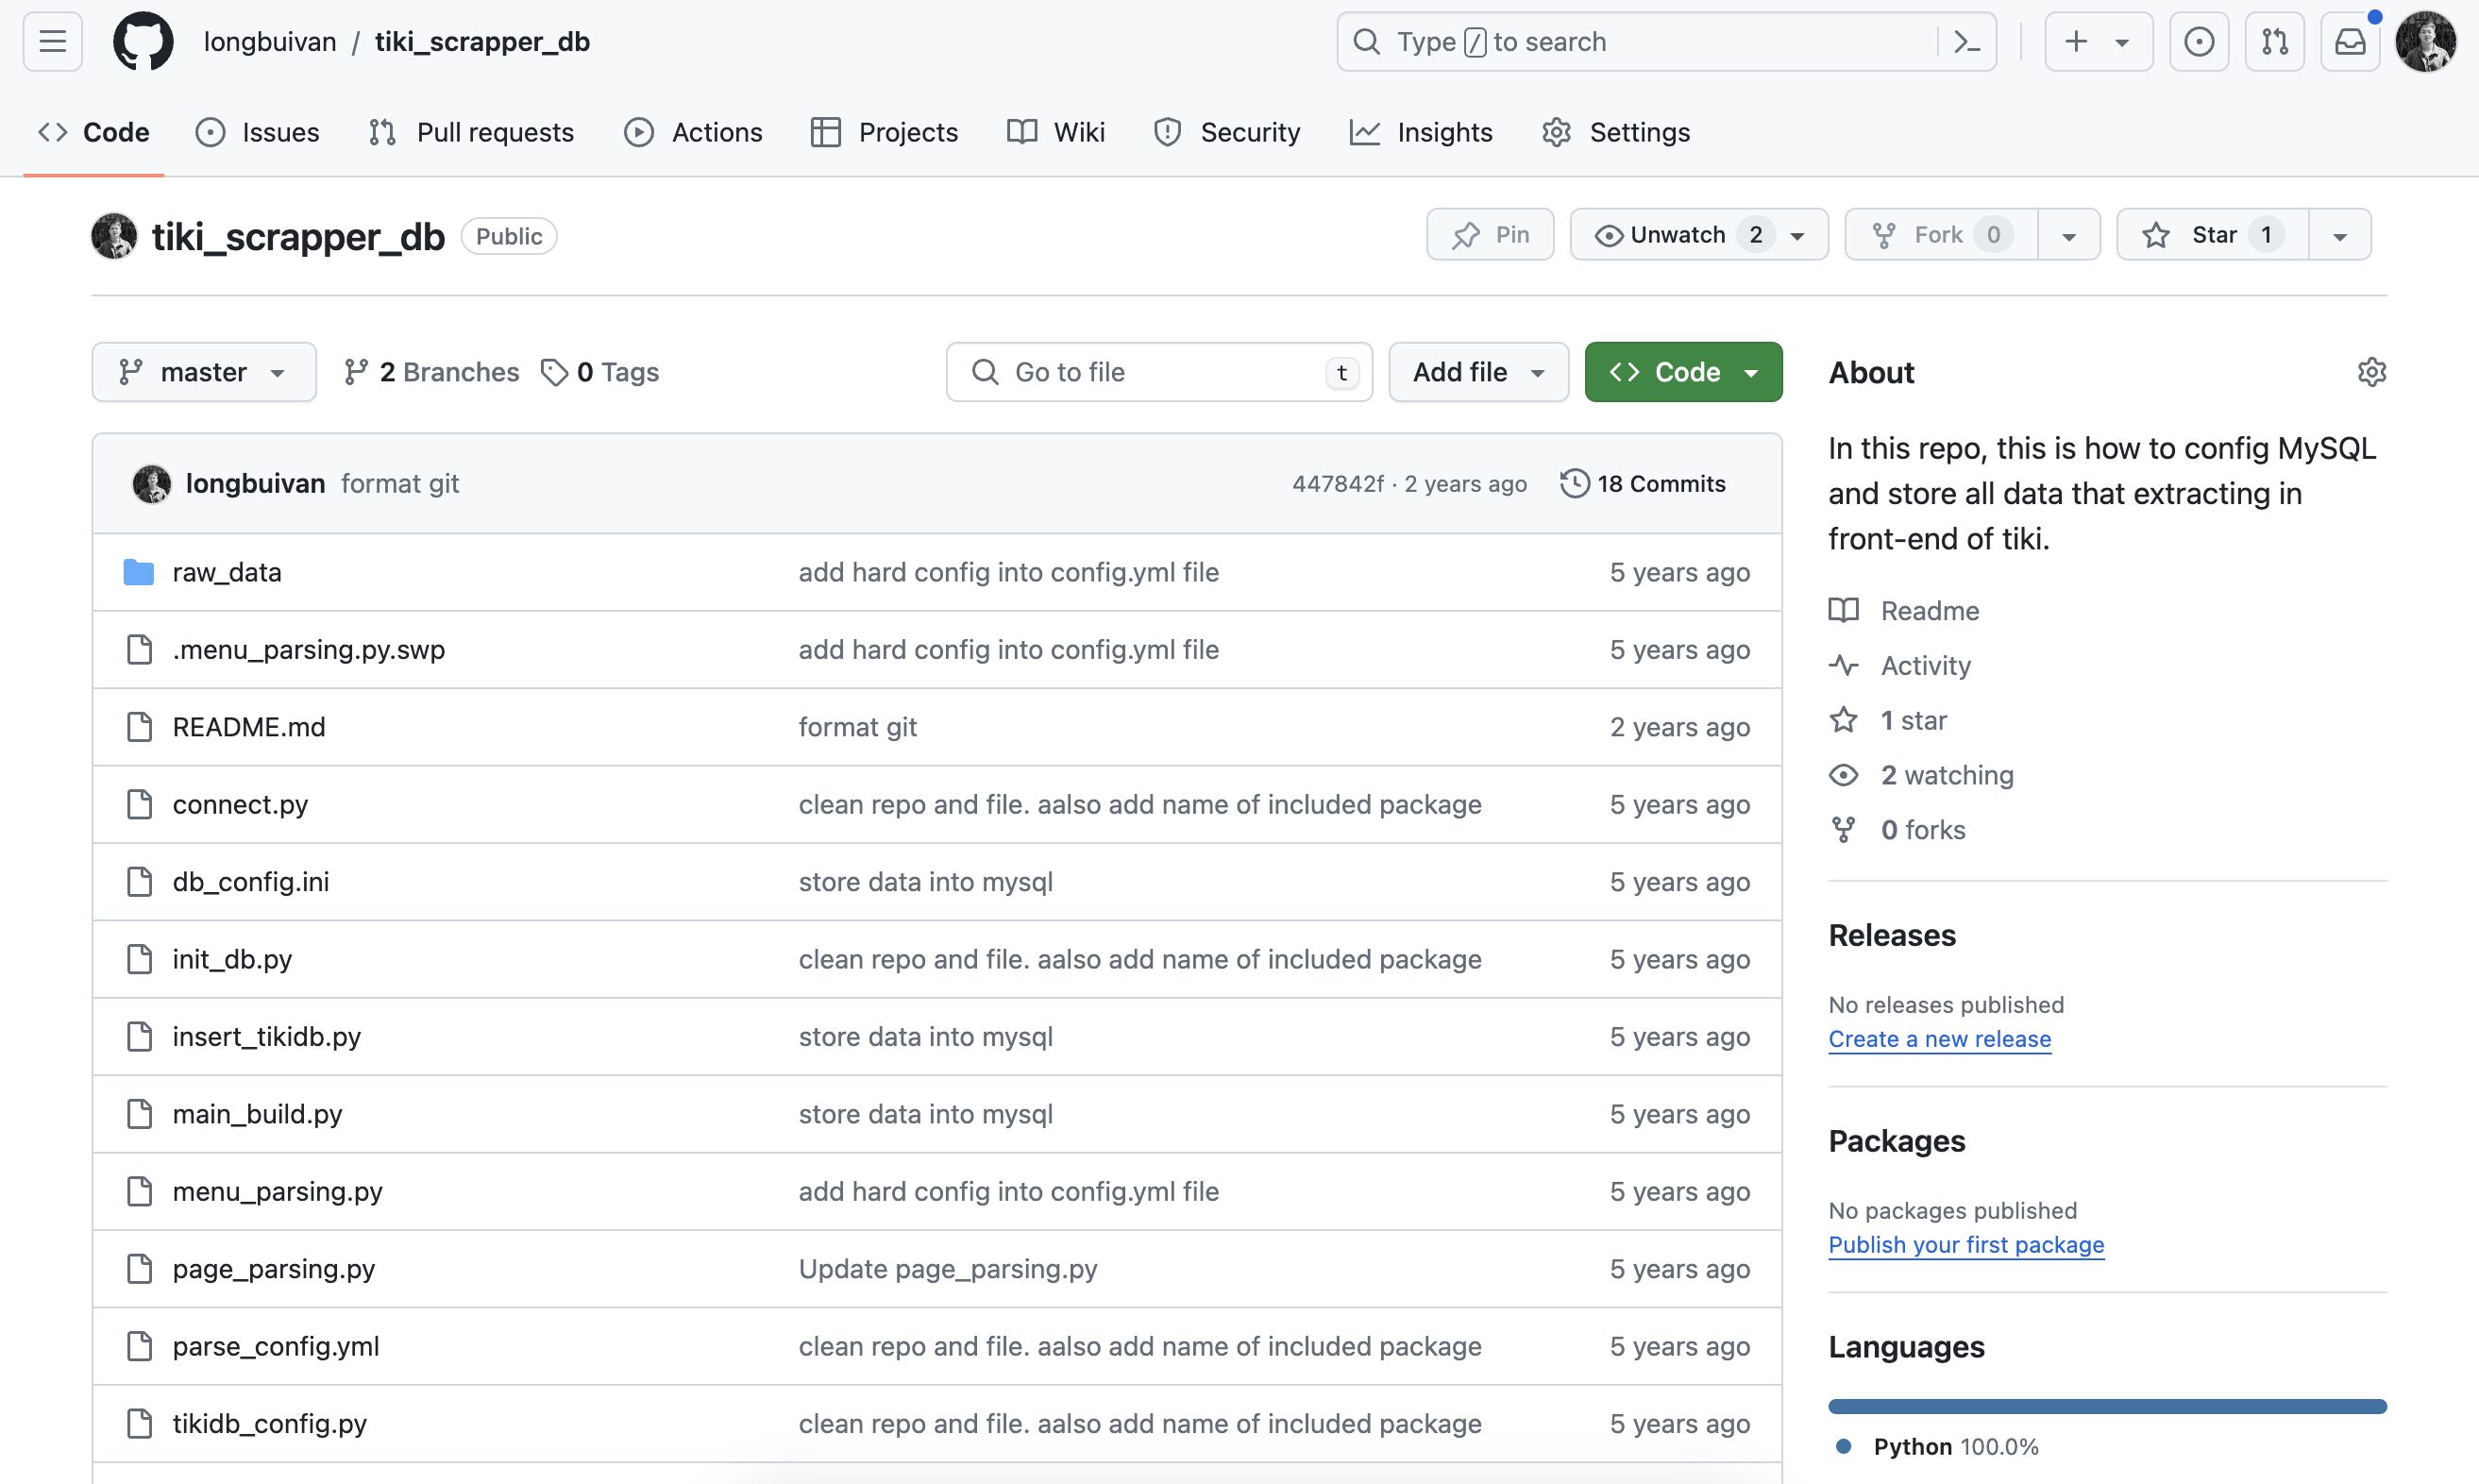 longbuivan / tiki_scrapper_db
Type / to search
Code
Issues
Pull requests
Actions
Projects
Wiki
Security
Insights
Settings
tiki_scrapper_db Public
Pin
Unwatch 2
Fork 0
Star 1
master
2 Branches
0 Tags
Go to file t
Add file
Code
longbuivan format git 447842f · 2 years ago 18 Commits
raw_data add hard config into config.yml file 5 years ago
.menu_parsing.py.swp add hard config into config.yml file 5 years ago
README.md format git 2 years ago
connect.py clean repo and file. aalso add name of included package 5 years ago
db_config.ini store data into mysql 5 years ago
init_db.py clean repo and file. aalso add name of included package 5 years ago
insert_tikidb.py store data into mysql 5 years ago
main_build.py store data into mysql 5 years ago
menu_parsing.py add hard config into config.yml file 5 years ago
page_parsing.py Update page_parsing.py 5 years ago
parse_config.yml clean repo and file. aalso add name of included package 5 years ago
tikidb_config.py clean repo and file. aalso add name of included package 5 years ago
About
In this repo, this is how to config MySQL
and store all data that extracting in
front-end of tiki.
Readme
Activity
1 star
2 watching
0 forks
Releases
No releases published
Create a new release
Packages
No packages published
Publish your first package
Languages
Python 100.0%